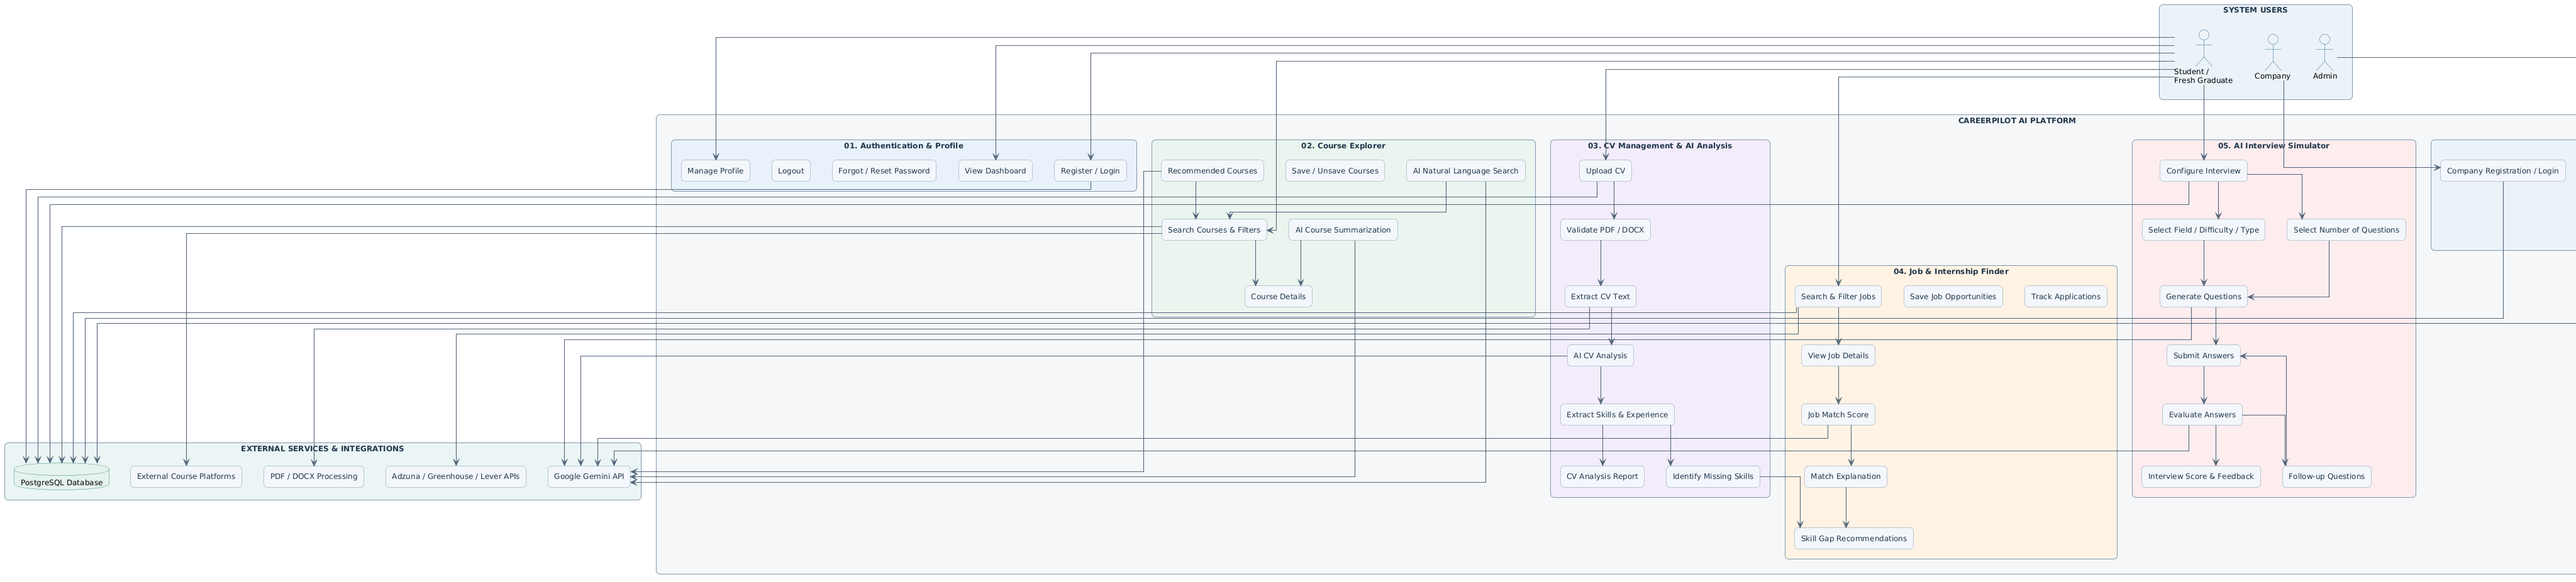 SYSTEM USERS
Student /
Fresh Graduate
Company
Admin
CAREERPILOT AI PLATFORM
01. Authentication & Profile
Manage Profile
Logout
Forgot / Reset Password
View Dashboard
Register / Login
02. Course Explorer
Recommended Courses
Save / Unsave Courses
AI Natural Language Search
Search Courses & Filters
AI Course Summarization
Course Details
03. CV Management & AI Analysis
Upload CV
Validate PDF / DOCX
Extract CV Text
AI CV Analysis
Extract Skills & Experience
CV Analysis Report
Identify Missing Skills
04. Job & Internship Finder
Search & Filter Jobs
Save Job Opportunities
Track Applications
View Job Details
Job Match Score
Match Explanation
Skill Gap Recommendations
05. AI Interview Simulator
Configure Interview
Select Field / Difficulty / Type
Select Number of Questions
Generate Questions
Submit Answers
Evaluate Answers
Interview Score & Feedback
Follow-up Questions
Company Registration / Login
EXTERNAL SERVICES & INTEGRATIONS
PostgreSQL Database
External Course Platforms
PDF / DOCX Processing
Adzuna / Greenhouse / Lever APIs
Google Gemini API